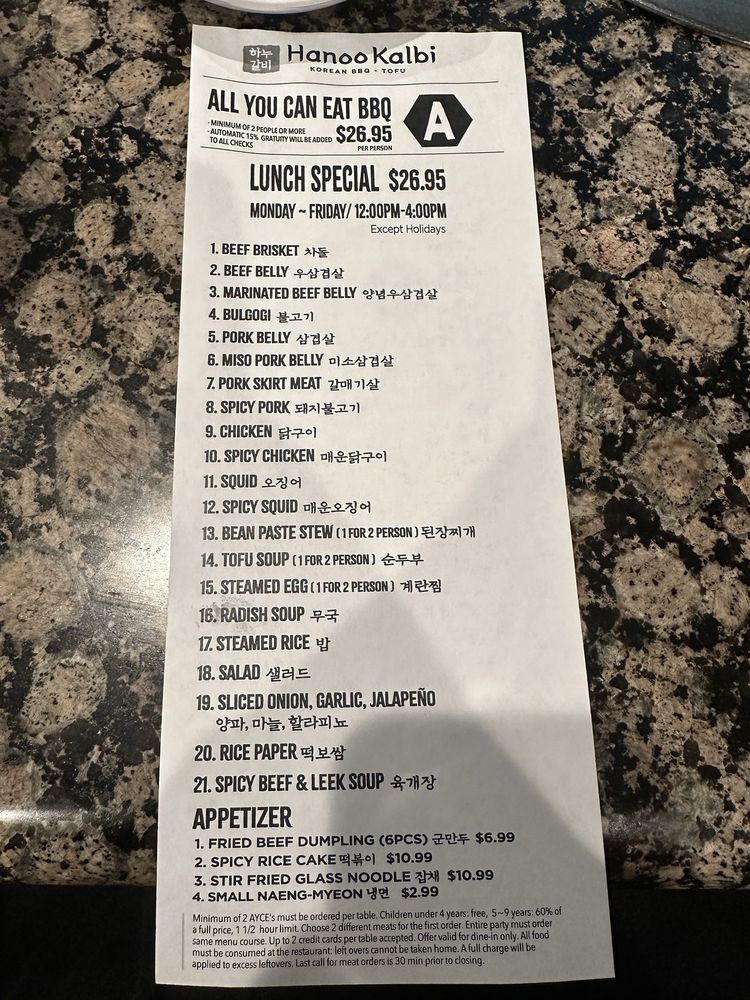 하누
갈비
Hanoo Kalbi
KOREAN BBQ - TOFU
ALL YOU CAN EAT BBQ
- MINIMUM OF 2 PEOPLE OR MORE
- AUTOMATIC 15% GRATUITY WILL BE ADDED
TO ALL CHECKS
$26.95
PER PERSON
A
LUNCH SPECIAL $26.95
MONDAY ~ FRIDAY/ 12:00PM-4:00PM
Except Holidays
1. BEEF BRISKET 차돌
2. BEEF BELLY 우삼겹살
3. MARINATED BEEF BELLY 양념우삼겹살
4. BULGOGI 불고기
5. PORK BELLY 삼겹살
6. MISO PORK BELLY 미소삼겹살
7. PORK SKIRT MEAT 갈매기살
8. SPICY PORK 돼지불고기
9. CHICKEN 닭구이
10. SPICY CHICKEN 매운닭구이
11. SQUID 오징어
12. SPICY SQUID 매운오징어
13. BEAN PASTE STEW (1 FOR 2 PERSON) 된장찌개
14. TOFU SOUP (1 FOR 2 PERSON) 순두부
15. STEAMED EGG (1 FOR 2 PERSON) 계란찜
16. RADISH SOUP 무국
17. STEAMED RICE 밥
18. SALAD 샐러드
19. SLICED ONION, GARLIC, JALAPEÑO
양파, 마늘, 할라피뇨
20. RICE PAPER 떡보쌈
21. SPICY BEEF & LEEK SOUP 육개장
APPETIZER
1. FRIED BEEF DUMPLING (6PCS) 군만두 $6.99
2. SPICY RICE CAKE 떡볶이 $10.99
3. STIR FRIED GLASS NOODLE 잡채 $10.99
4. SMALL NAENG-MYEON 냉면 $2.99
Minimum of 2 AYCE's must be ordered per table. Children under 4 years: free, 5~9 years: 60% of
a full price, 1 1/2 hour limit. Choose 2 different meats for the first order. Entire party must order
same menu course. Up to 2 credit cards per table accepted. Offer valid for dine-in only. All food
must be consumed at the restaurant: left overs cannot be taken home. A full charge will be
applied to excess leftovers. Last call for meat orders is 30 min prior to closing.